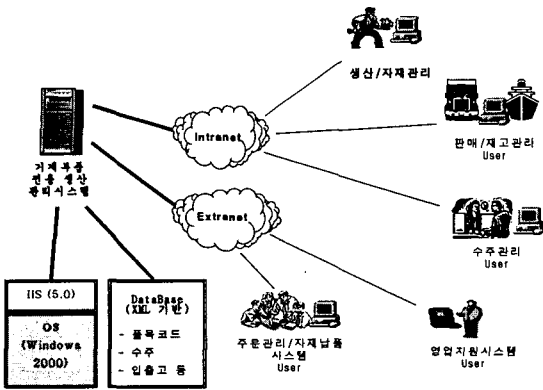 생산/자재관리
Intranet
판매/재고관리
User
기계부품
전용 생산
관리시스템
Extranet
수주관리
User
IIS (5.0)
OS
(Windows
2000)
DataBase
(XML 기반)
- 품목코드
- 수주
- 입출고 등
주문관리/자재납품
시스템
User
영업지원시스템
User